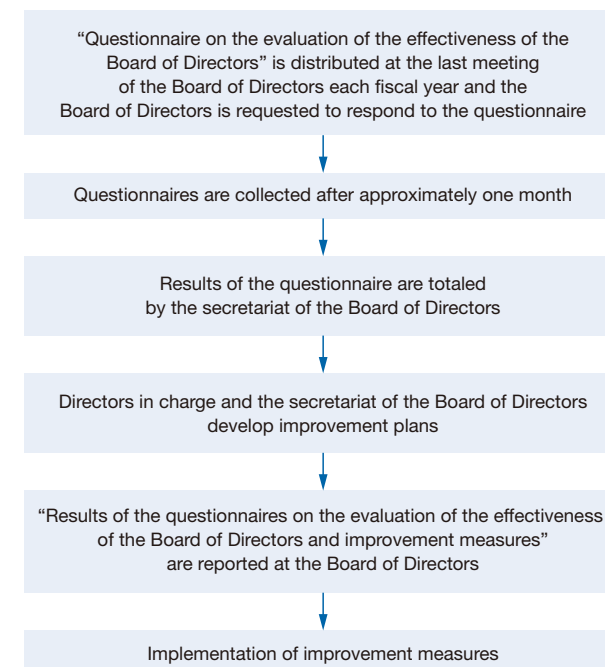 “Questionnaire on the evaluation of the effectiveness of the
Board of Directors” is distributed at the last meeting
of the Board of Directors each fiscal year and the
Board of Directors is requested to respond to the questionnaire
Questionnaires are collected after approximately one month
Results of the questionnaire are totaled
by the secretariat of the Board of Directors
Directors in charge and the secretariat of the Board of Directors
develop improvement plans
“Results of the questionnaires on the evaluation of the effectiveness
of the Board of Directors and improvement measures”
are reported at the Board of Directors
Implementation of improvement measures